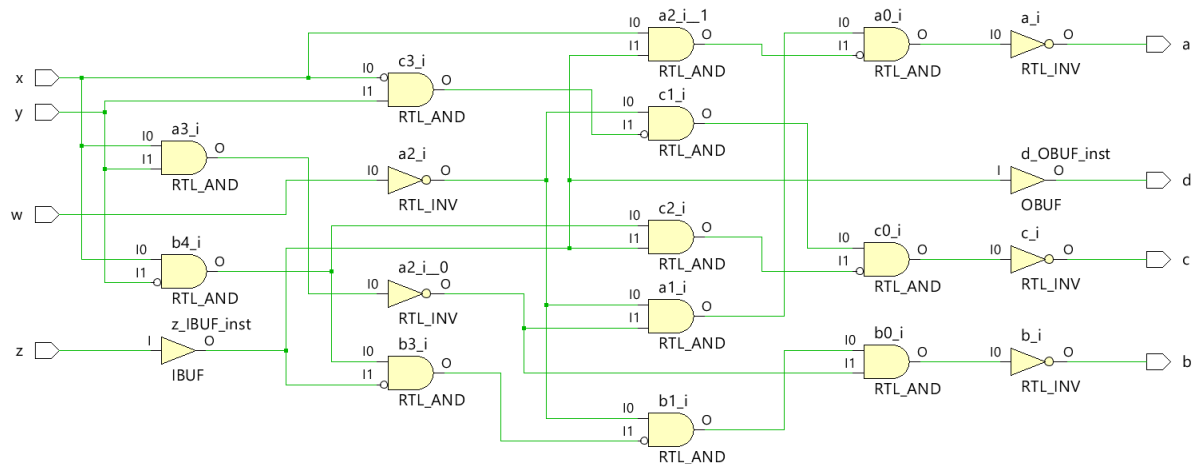 a2_i__1
I0
I1
O
RTL_AND
a0_i
I0
I1
O
RTL_AND
a_i
I0
O
RTL_INV
a
x
c3_i
I0
I1
O
RTL_AND
c1_i
I0
I1
O
RTL_AND
y
a3_i
I0
I1
O
RTL_AND
a2_i
I0
O
RTL_INV
d_OBUF_inst
I
O
OBUF
d
w
c2_i
I0
I1
O
RTL_AND
c0_i
I0
I1
O
RTL_AND
c_i
I0
O
RTL_INV
c
b4_i
I0
I1
O
RTL_AND
a2_i__0
I0
O
RTL_INV
a1_i
I0
I1
O
RTL_AND
z
z_IBUF_inst
I
O
IBUF
b3_i
I0
I1
O
RTL_AND
b0_i
I0
I1
O
RTL_AND
b_i
I0
O
RTL_INV
b
b1_i
I0
I1
O
RTL_AND